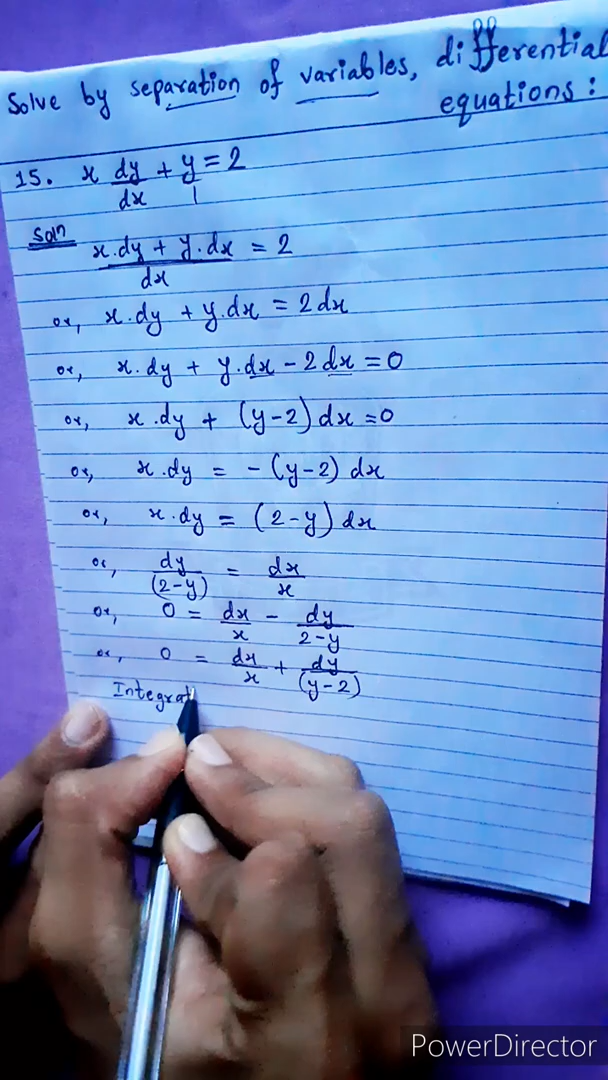 Solve by separation of variables, differential
equations :
15. x dy/dx + y/1 = 2
Soln
x.dy + y.dx / dx = 2
or, x.dy + y.dx = 2dx
or, x.dy + y.dx - 2dx = 0
or, x.dy + (y-2) dx = 0
or, x.dy = -(y-2) dx
or, x.dy = (2-y) dx
or, dy/(2-y) = dx/x
or, 0 = dx/x - dy/2-y
or, 0 = dx/x + dy/(y-2)
Integrat
PowerDirector